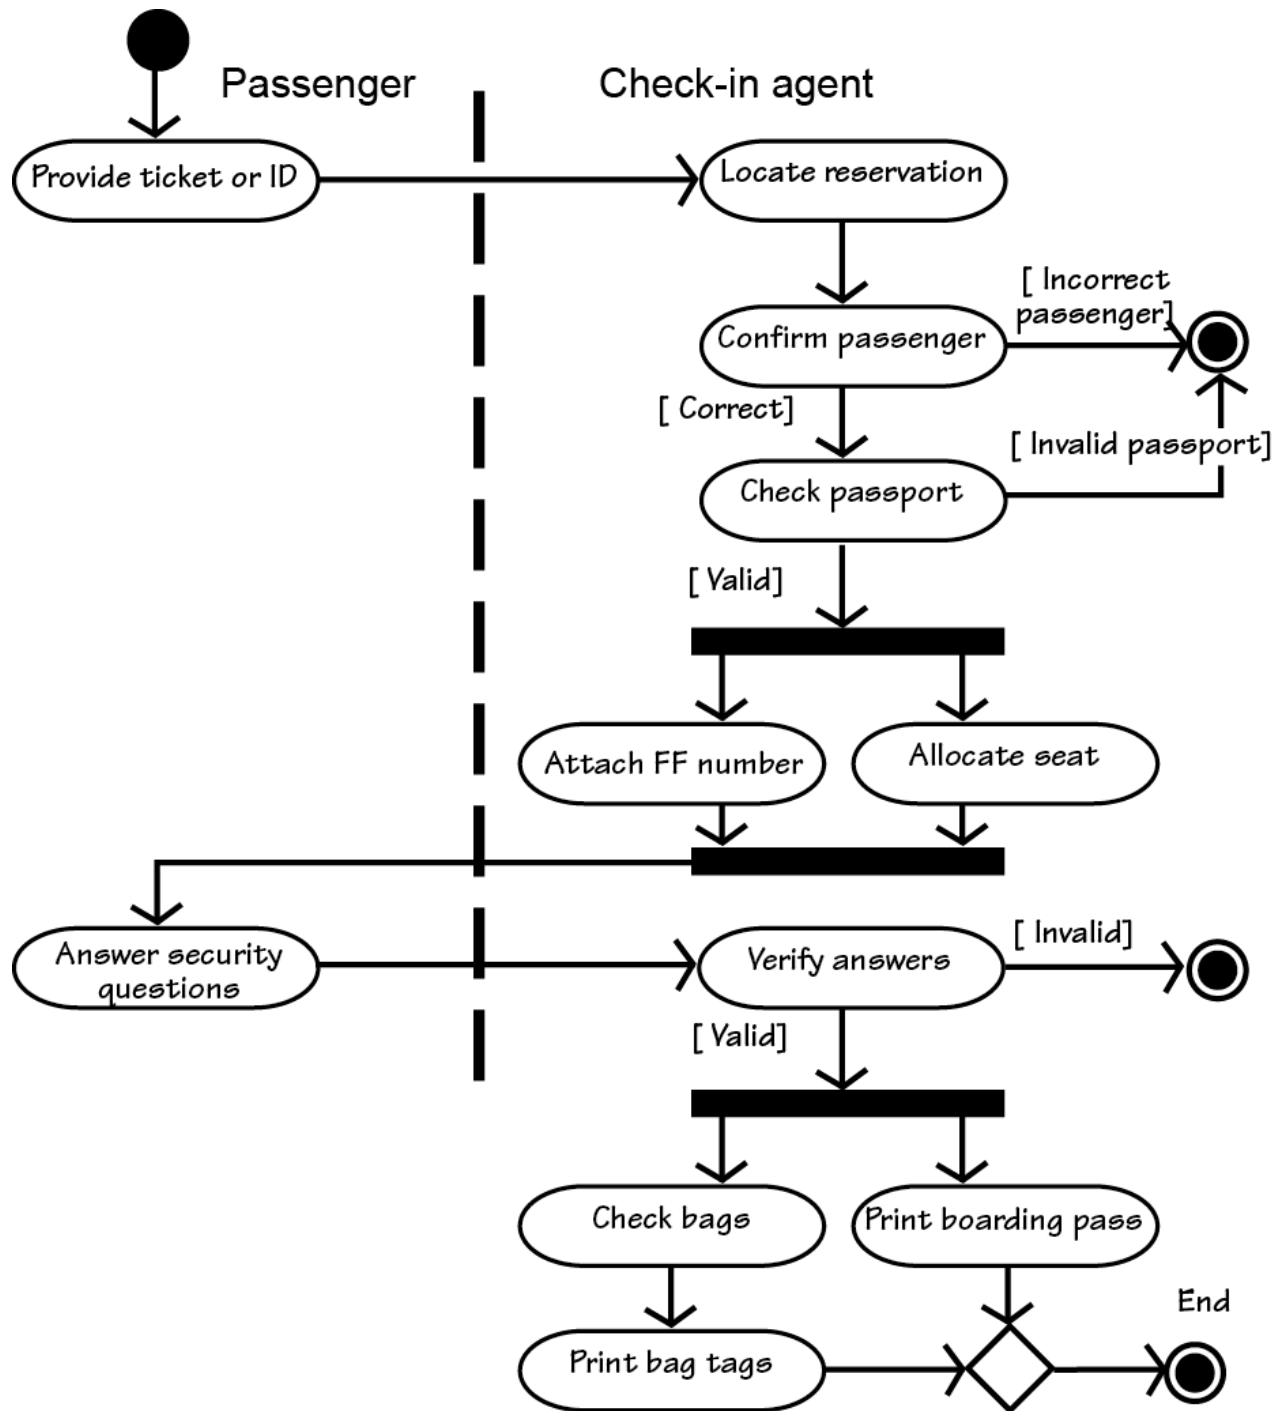 Passenger
Check-in agent
Provide ticket or ID
Locate reservation
[ Incorrect
passenger]
Confirm passenger
[ Correct]
[ Invalid passport]
Check passport
[ Valid]
Attach FF number
Allocate seat
Answer security
questions
Verify answers
[ Invalid]
[ Valid]
Check bags
Print boarding pass
End
Print bag tags